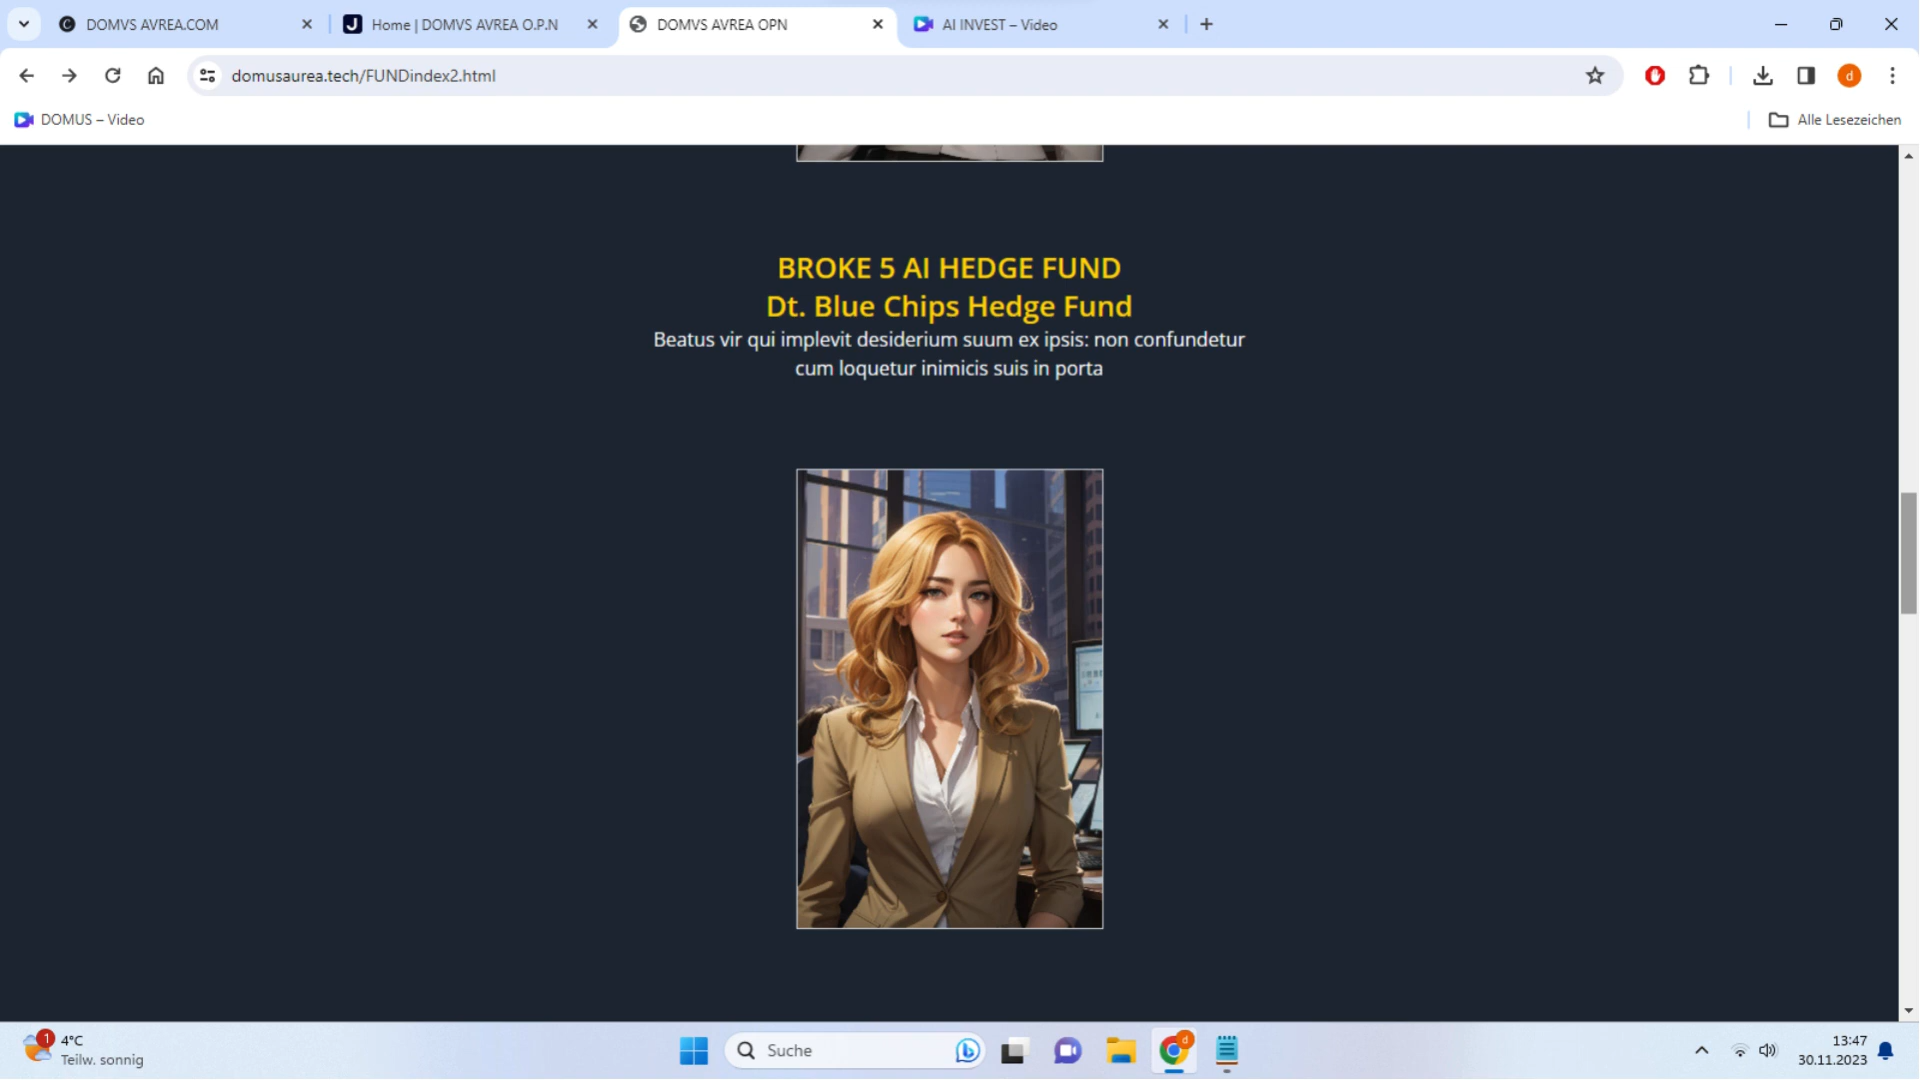 DOMVS AVREA.COM
Home | DOMVS AVREA O.P.N
DOMVS AVREA OPN
AI INVEST – Video
domusaurea.tech/FUNDindex2.html
d
DOMUS – Video
Alle Lesezeichen
BROKE 5 AI HEDGE FUND
Dt. Blue Chips Hedge Fund
Beatus vir qui implevit desiderium suum ex ipsis: non confundetur
cum loquetur inimicis suis in porta
1
4°C
Teilw. sonnig
Suche
d
13:47
30.11.2023